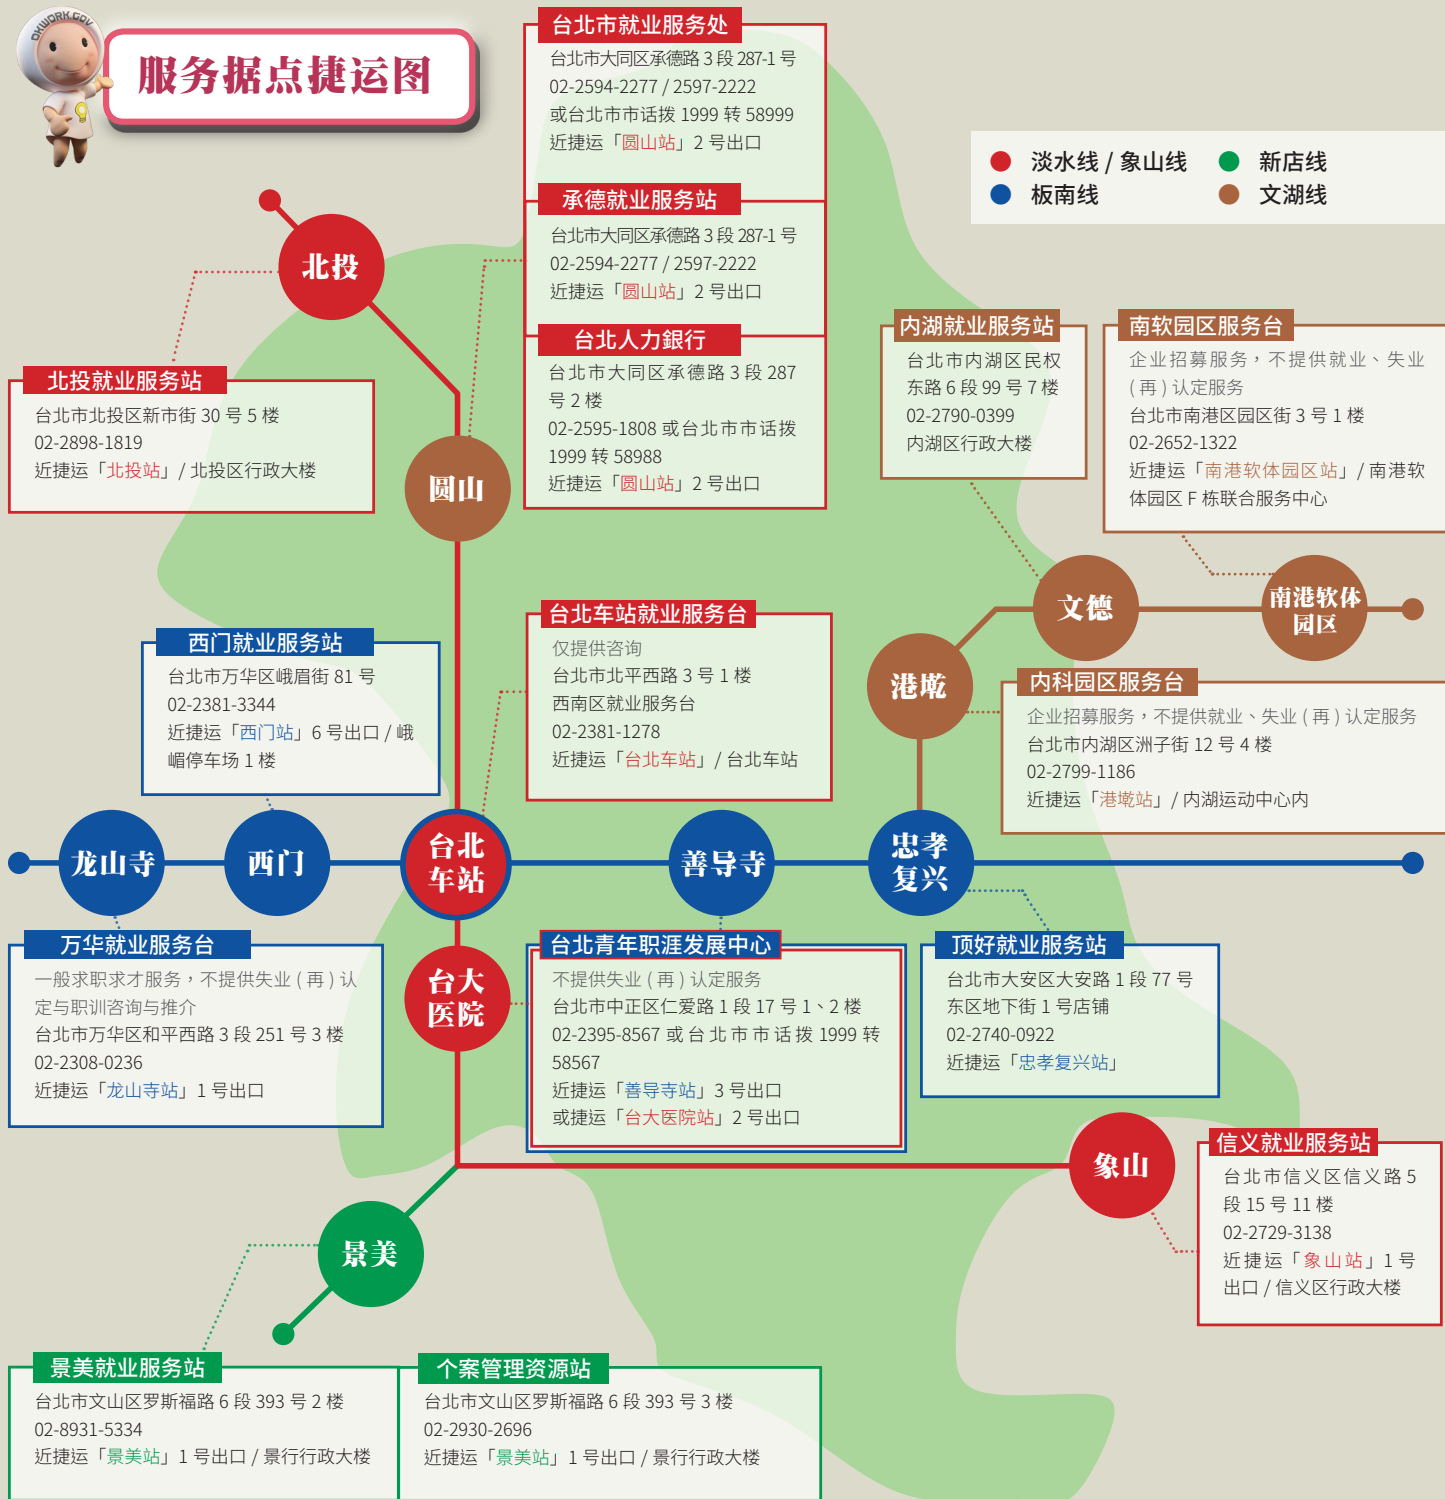 OKWORK.GOV
服务据点捷运图
淡水线 / 象山线
新店线
板南线
文湖线
台北市就业服务处
台北市大同区承德路 3 段 287-1 号
02-2594-2277 / 2597-2222
或台北市市话拨 1999 转 58999
近捷运「圆山站」2 号出口
承德就业服务站
台北市大同区承德路 3 段 287-1 号
02-2594-2277 / 2597-2222
近捷运「圆山站」2 号出口
台北人力銀行
台北市大同区承德路 3 段 287
号 2 楼
02-2595-1808 或台北市市话拨
1999 转 58988
近捷运「圆山站」2 号出口
北投
北投就业服务站
台北市北投区新市街 30 号 5 楼
02-2898-1819
近捷运「北投站」/ 北投区行政大楼
圆山
内湖就业服务站
台北市内湖区民权
东路 6 段 99 号 7 楼
02-2790-0399
内湖区行政大楼
南软园区服务台
企业招募服务，不提供就业、失业
( 再 ) 认定服务
台北市南港区园区街 3 号 1 楼
02-2652-1322
近捷运「南港软体园区站」/ 南港软
体园区 F 栋联合服务中心
文德
南港软体
园区
港墘
西门就业服务站
台北市万华区峨眉街 81 号
02-2381-3344
近捷运「西门站」6 号出口 / 峨
嵋停车场 1 楼
台北车站就业服务台
仅提供咨询
台北市北平西路 3 号 1 楼
西南区就业服务台
02-2381-1278
近捷运「台北车站」/ 台北车站
内科园区服务台
企业招募服务，不提供就业、失业 ( 再 ) 认定服务
台北市内湖区洲子街 12 号 4 楼
02-2799-1186
近捷运「港墘站」/ 内湖运动中心内
龙山寺
西门
台北
车站
善导寺
忠孝
复兴
万华就业服务台
一般求职求才服务，不提供失业 ( 再 ) 认
定与职训咨询与推介
台北市万华区和平西路 3 段 251 号 3 楼
02-2308-0236
近捷运「龙山寺站」1 号出口
台大
医院
台北青年职涯发展中心
不提供失业 ( 再 ) 认定服务
台北市中正区仁爱路 1 段 17 号 1、2 楼
02-2395-8567 或台北市市话拨 1999 转
58567
近捷运「善导寺站」3 号出口
或捷运「台大医院站」2 号出口
顶好就业服务站
台北市大安区大安路 1 段 77 号
东区地下街 1 号店铺
02-2740-0922
近捷运「忠孝复兴站」
象山
信义就业服务站
台北市信义区信义路 5
段 15 号 11 楼
02-2729-3138
近捷运「象山站」1 号
出口 / 信义区行政大楼
景美
景美就业服务站
台北市文山区罗斯福路 6 段 393 号 2 楼
02-8931-5334
近捷运「景美站」1 号出口 / 景行行政大楼
个案管理资源站
台北市文山区罗斯福路 6 段 393 号 3 楼
02-2930-2696
近捷运「景美站」1 号出口 / 景行行政大楼